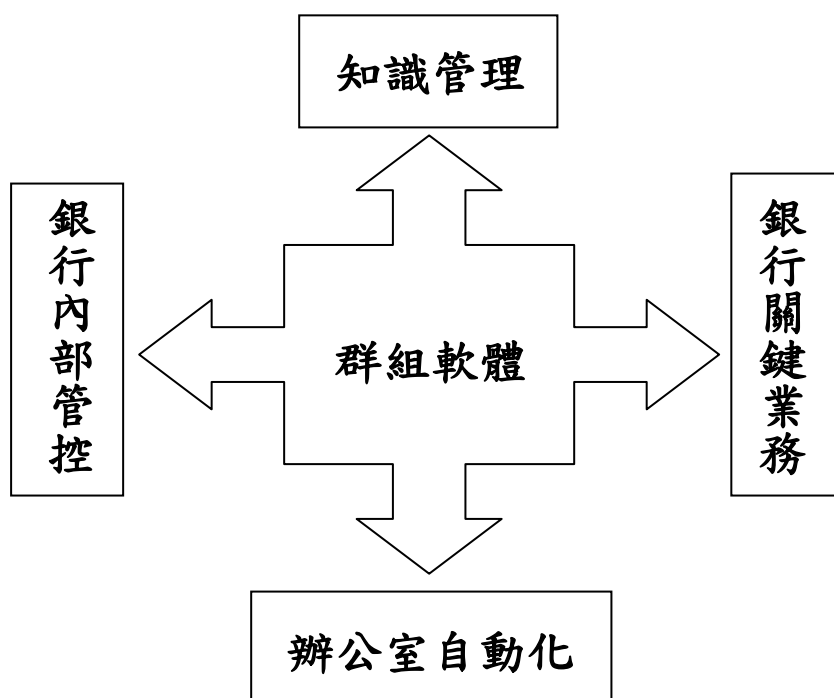 知識管理
銀行內部管控
群組軟體
銀行關鍵業務
辦公室自動化